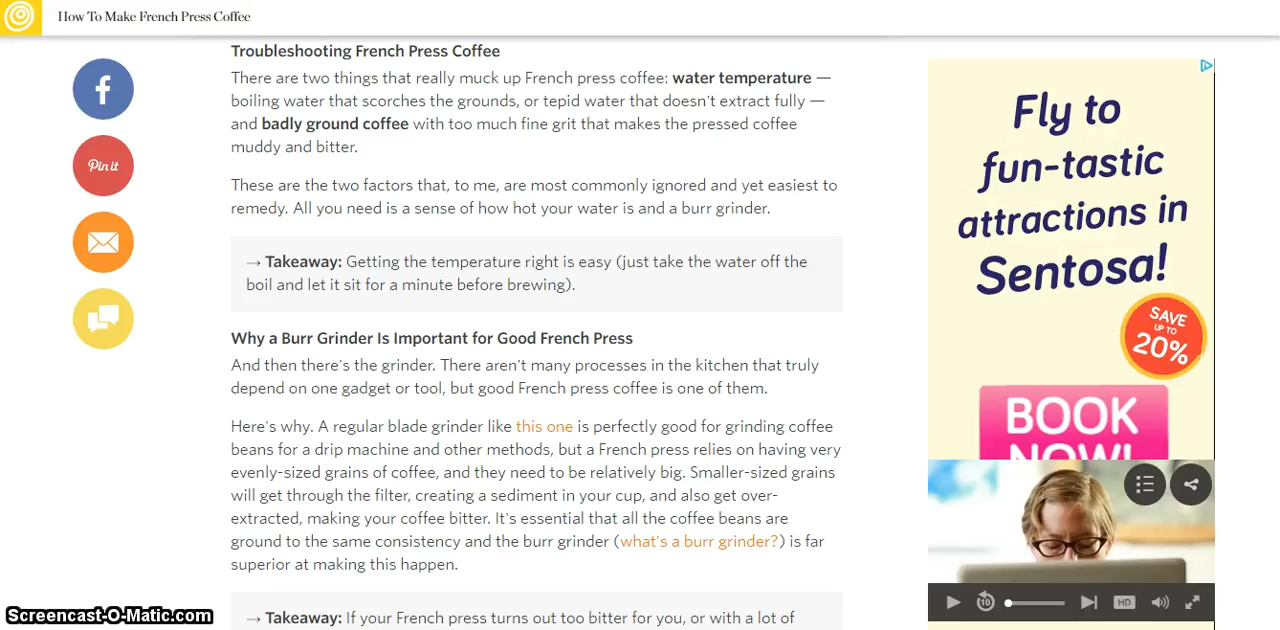 How To Make French Press Coffee
Troubleshooting French Press Coffee
There are two things that really muck up French press coffee: water temperature —
boiling water that scorches the grounds, or tepid water that doesn't extract fully —
and badly ground coffee with too much fine grit that makes the pressed coffee
muddy and bitter.
These are the two factors that, to me, are most commonly ignored and yet easiest to
remedy. All you need is a sense of how hot your water is and a burr grinder.
→ Takeaway: Getting the temperature right is easy (just take the water off the
boil and let it sit for a minute before brewing).
Why a Burr Grinder Is Important for Good French Press
And then there's the grinder. There aren't many processes in the kitchen that truly
depend on one gadget or tool, but good French press coffee is one of them.
Here's why. A regular blade grinder like this one is perfectly good for grinding coffee
beans for a drip machine and other methods, but a French press relies on having very
evenly-sized grains of coffee, and they need to be relatively big. Smaller-sized grains
will get through the filter, creating a sediment in your cup, and also get over-
extracted, making your coffee bitter. It's essential that all the coffee beans are
ground to the same consistency and the burr grinder (what's a burr grinder?) is far
superior at making this happen.
→ Takeaway: If your French press turns out too bitter for you, or with a lot of
f
Pin it
Fly to
fun-tastic
attractions in
Sentosa!
SAVE
UP TO
20%
BOOK
NOW!
10
HD
Screencast-O-Matic.com